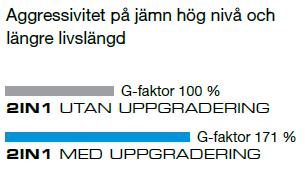 Aggressivitet på jämn hög nivå och
längre livslängd
G-faktor 100 %
2IN1 UTAN UPPGRADERING
G-faktor 171 %
2IN1 MED UPPGRADERING